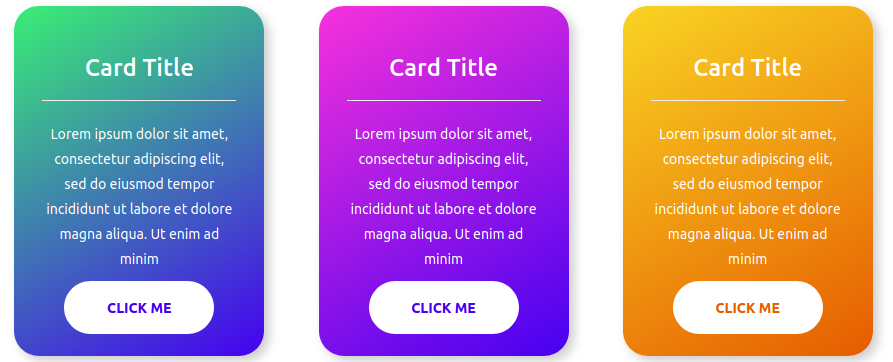 Card Title
Lorem ipsum dolor sit amet,
consectetur adipiscing elit,
sed do eiusmod tempor
incididunt ut labore et dolore
magna aliqua. Ut enim ad
minim
CLICK ME
Card Title
Lorem ipsum dolor sit amet,
consectetur adipiscing elit,
sed do eiusmod tempor
incididunt ut labore et dolore
magna aliqua. Ut enim ad
minim
CLICK ME
Card Title
Lorem ipsum dolor sit amet,
consectetur adipiscing elit,
sed do eiusmod tempor
incididunt ut labore et dolore
magna aliqua. Ut enim ad
minim
CLICK ME